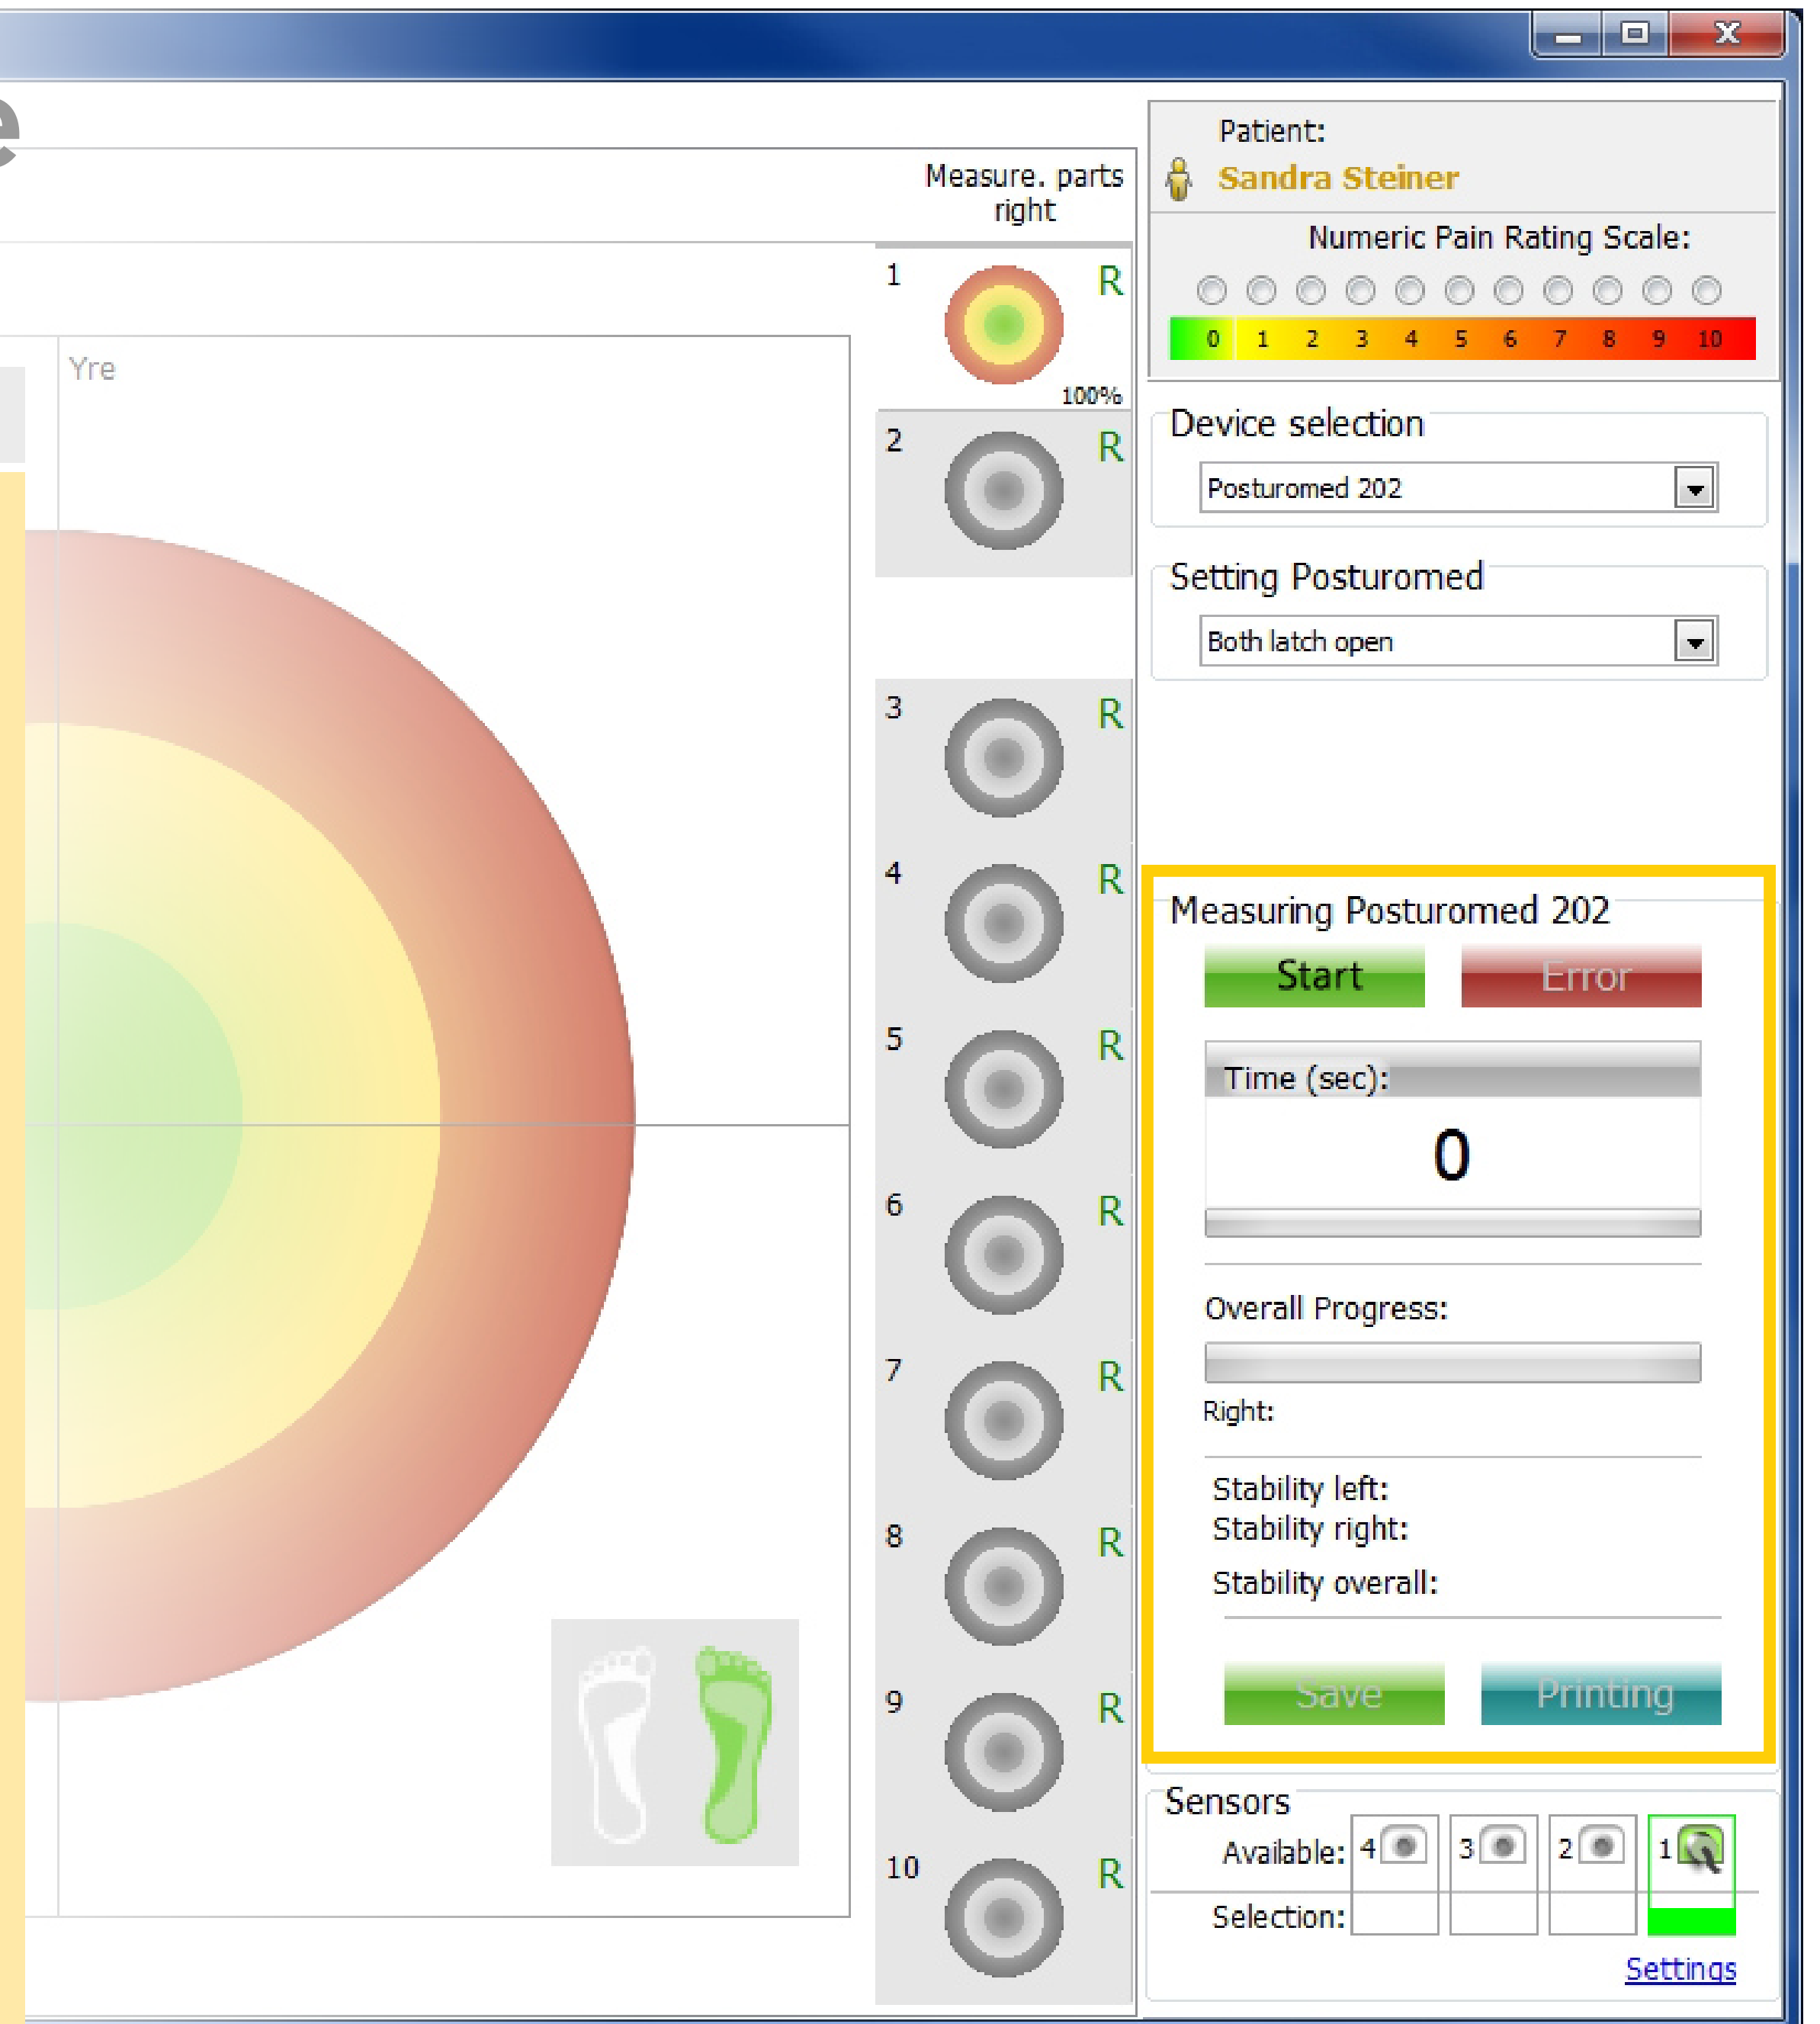 e
Measure. parts
right
1 R
100%
2 R
3 R
4 R
5 R
6 R
7 R
8 R
9 R
10 R
Yre
Patient:
Sandra Steiner
Numeric Pain Rating Scale:
0 1 2 3 4 5 6 7 8 9 10
Device selection
Posturomed 202
Setting Posturomed
Both latch open
Measuring Posturomed 202
Start Error
Time (sec):
0
Overall Progress:
Right:
Stability left:
Stability right:
Stability overall:
Save Printing
Sensors
Available: 4 3 2 1
Selection:
Settings